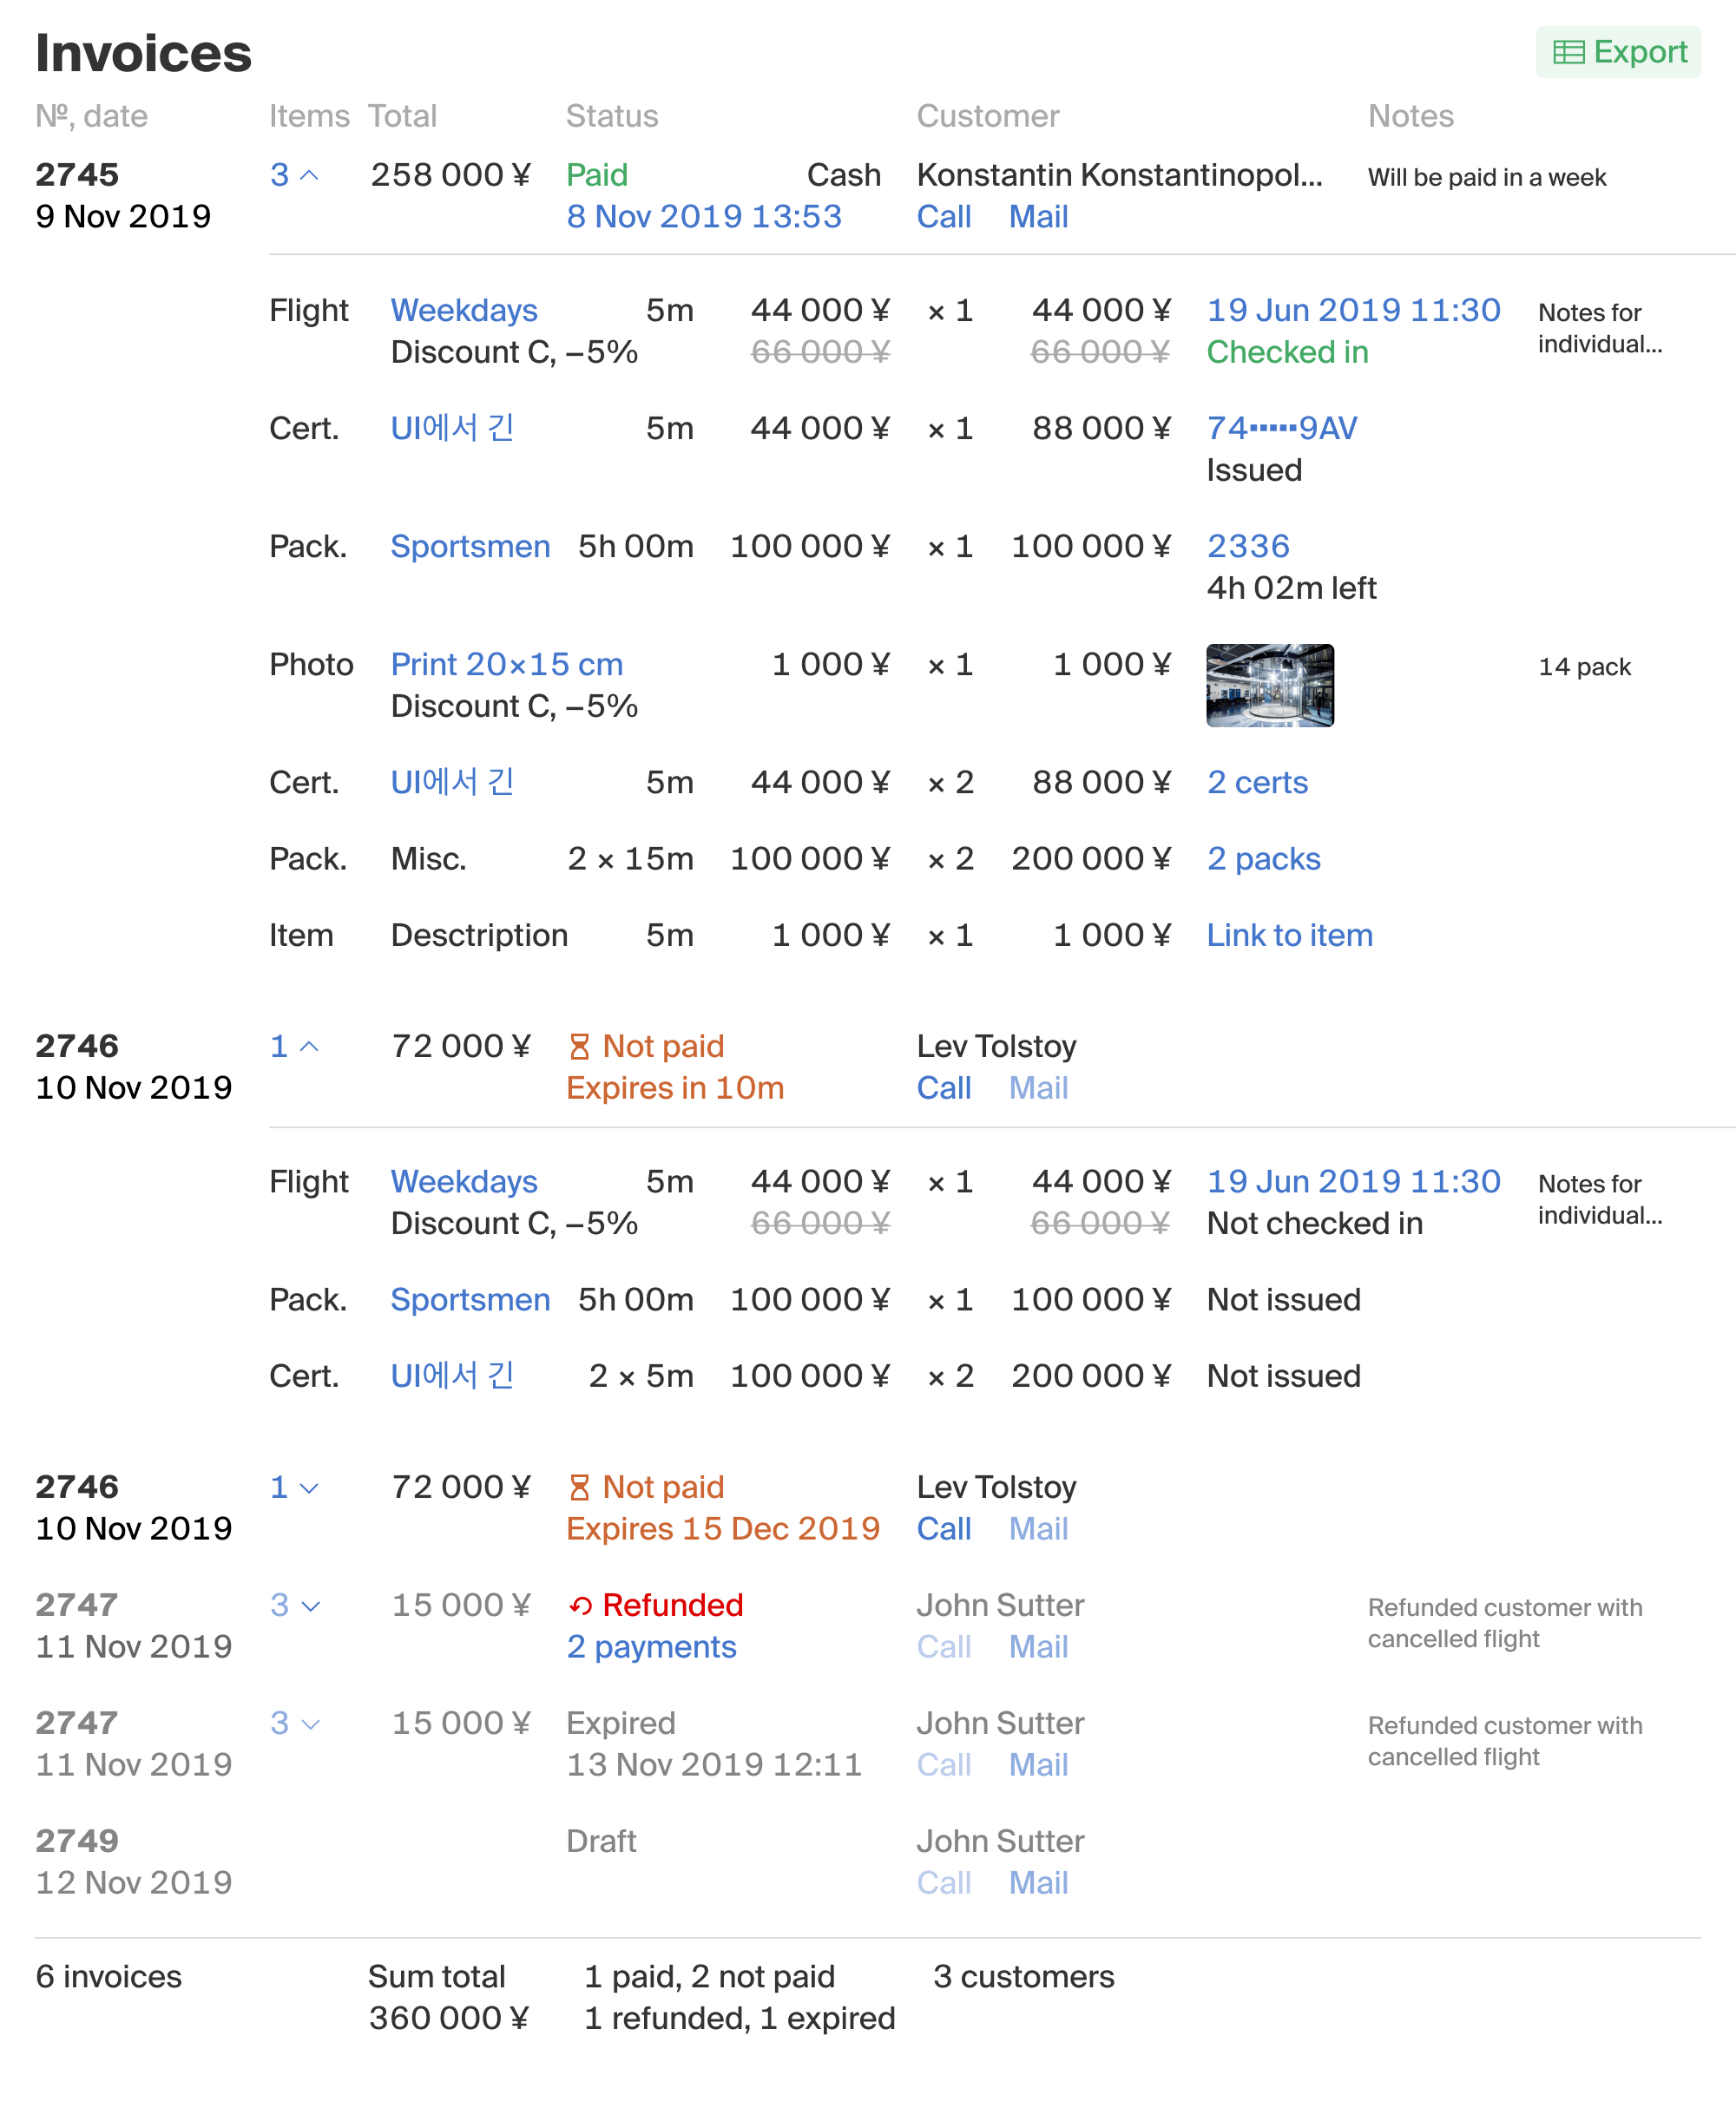 Invoices
Export
№, date Items Total Status Customer Notes
2745 3 258 000 ¥ Paid Cash Konstantin Konstantinopol... Will be paid in a week
9 Nov 2019 8 Nov 2019 13:53 Call Mail
Flight Weekdays 5m 44 000 ¥ × 1 44 000 ¥ 19 Jun 2019 11:30 Notes for
Discount C, –5% 66 000 ¥ 66 000 ¥ Checked in individual...
Cert. UI에서 긴 5m 44 000 ¥ × 1 88 000 ¥ 74▪▪▪▪▪9AV
Issued
Pack. Sportsmen 5h 00m 100 000 ¥ × 1 100 000 ¥ 2336
4h 02m left
Photo Print 20×15 cm 1 000 ¥ × 1 1 000 ¥ 14 pack
Discount C, –5%
Cert. UI에서 긴 5m 44 000 ¥ × 2 88 000 ¥ 2 certs
Pack. Misc. 2 × 15m 100 000 ¥ × 2 200 000 ¥ 2 packs
Item Desctription 5m 1 000 ¥ × 1 1 000 ¥ Link to item
2746 1 72 000 ¥ Not paid Lev Tolstoy
10 Nov 2019 Expires in 10m Call Mail
Flight Weekdays 5m 44 000 ¥ × 1 44 000 ¥ 19 Jun 2019 11:30 Notes for
Discount C, –5% 66 000 ¥ 66 000 ¥ Not checked in individual...
Pack. Sportsmen 5h 00m 100 000 ¥ × 1 100 000 ¥ Not issued
Cert. UI에서 긴 2 × 5m 100 000 ¥ × 2 200 000 ¥ Not issued
2746 1 72 000 ¥ Not paid Lev Tolstoy
10 Nov 2019 Expires 15 Dec 2019 Call Mail
2747 3 15 000 ¥ Refunded John Sutter Refunded customer with
11 Nov 2019 2 payments Call Mail cancelled flight
2747 3 15 000 ¥ Expired John Sutter Refunded customer with
11 Nov 2019 13 Nov 2019 12:11 Call Mail cancelled flight
2749 Draft John Sutter
12 Nov 2019 Call Mail
6 invoices Sum total 1 paid, 2 not paid 3 customers
360 000 ¥ 1 refunded, 1 expired